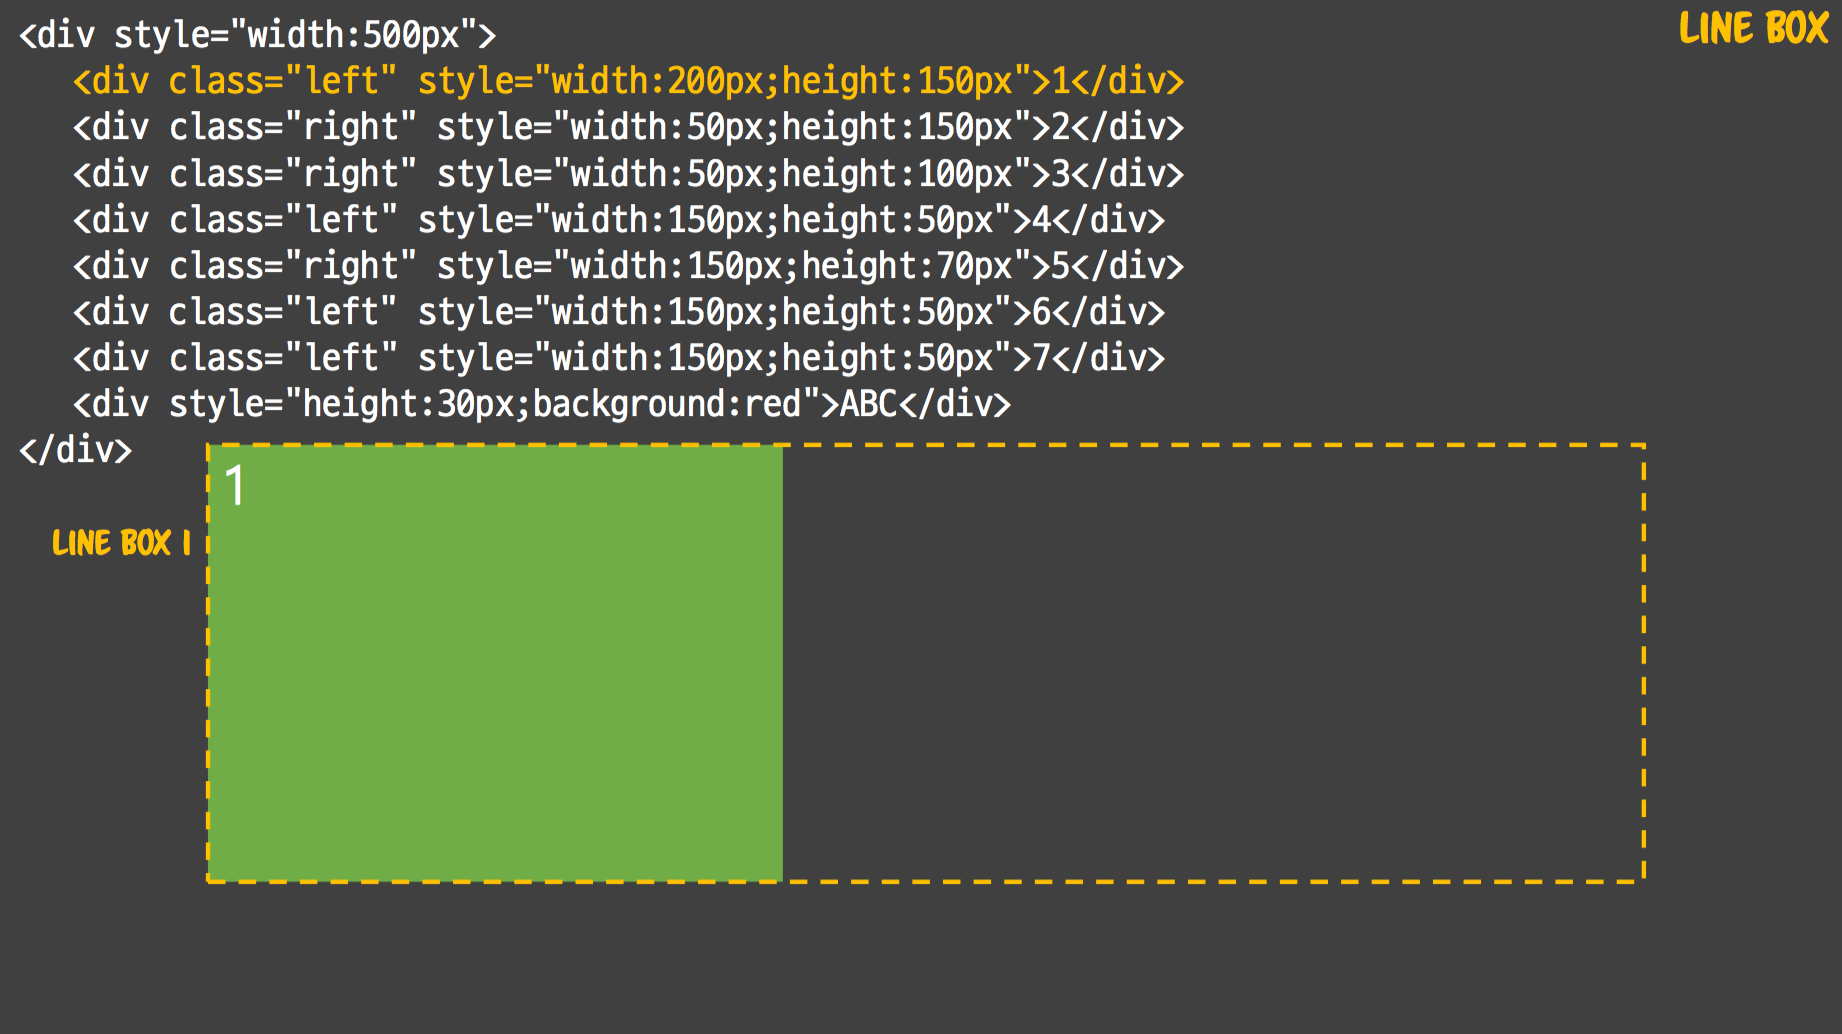 LINE BOX
<div style="width:500px">
<div class="left" style="width:200px;height:150px">1</div>
<div class="right" style="width:50px;height:150px">2</div>
<div class="right" style="width:50px;height:100px">3</div>
<div class="left" style="width:150px;height:50px">4</div>
<div class="right" style="width:150px;height:70px">5</div>
<div class="left" style="width:150px;height:50px">6</div>
<div class="left" style="width:150px;height:50px">7</div>
<div style="height:30px;background:red">ABC</div>
</div>
1
LINE BOX 1